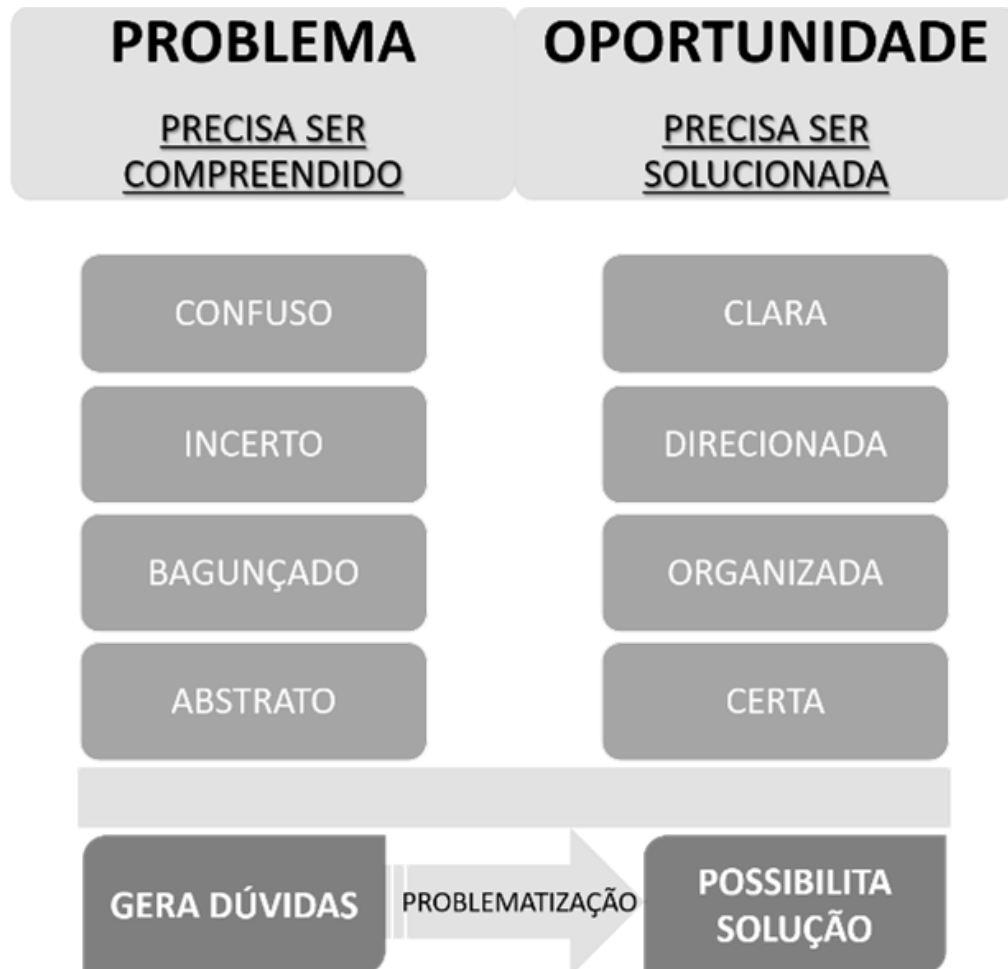 PROBLEMA
PRECISA SER
COMPREENDIDO
OPORTUNIDADE
PRECISA SER
SOLUCIONADA
CONFUSO
CLARA
INCERTO
DIRECIONADA
BAGUNÇADO
ORGANIZADA
ABSTRATO
CERTA
GERA DÚVIDAS
PROBLEMATIZAÇÃO
POSSIBILITA
SOLUÇÃO